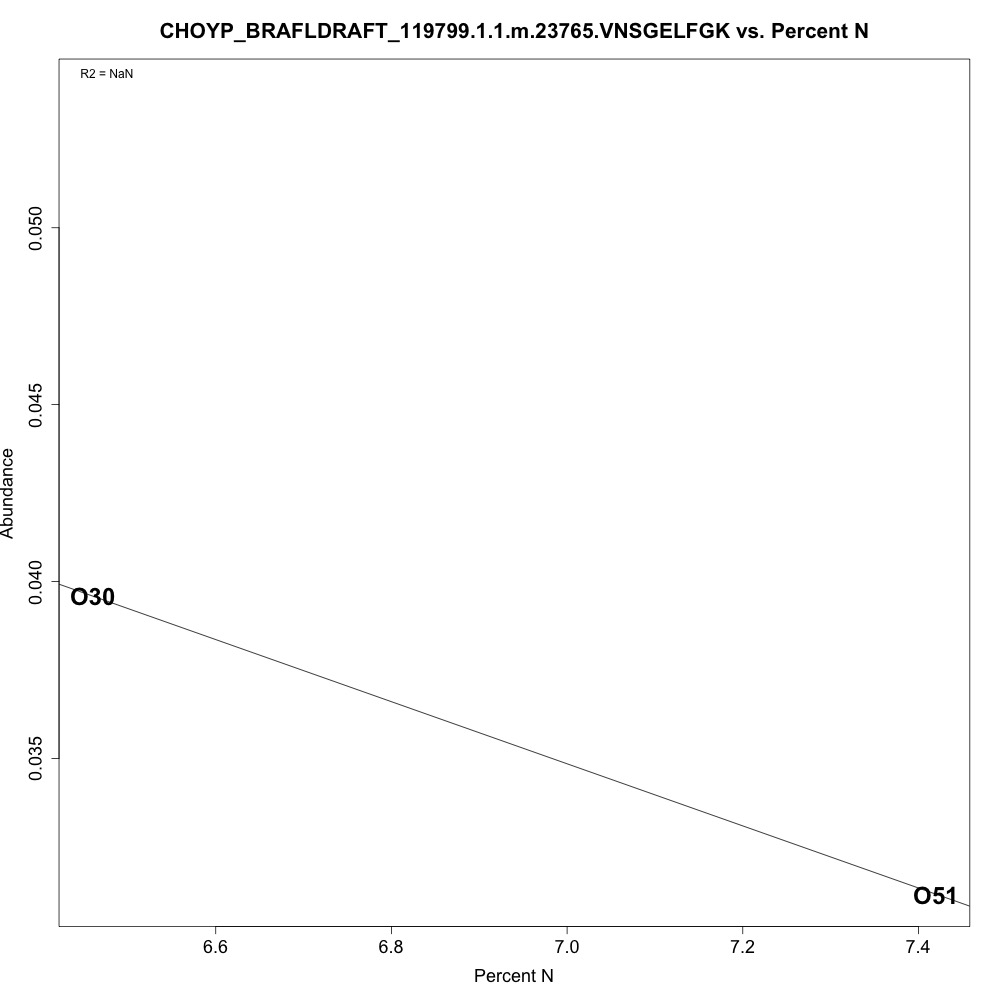 CHOYP_BRAFLDRAFT_119799.1.1.m.23765.VNSGELFGK vs. Percent N
R2 = NaN
0.050
0.045
0.040
0.035
Abundance
O30
O51
6.6 6.8 7.0 7.2 7.4
Percent N